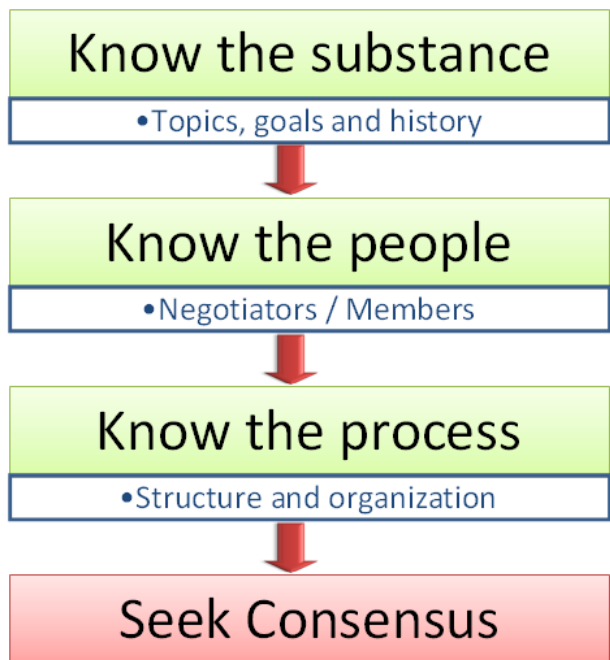 Know the substance
•Topics, goals and history
Know the people
•Negotiators / Members
Know the process
•Structure and organization
Seek Consensus